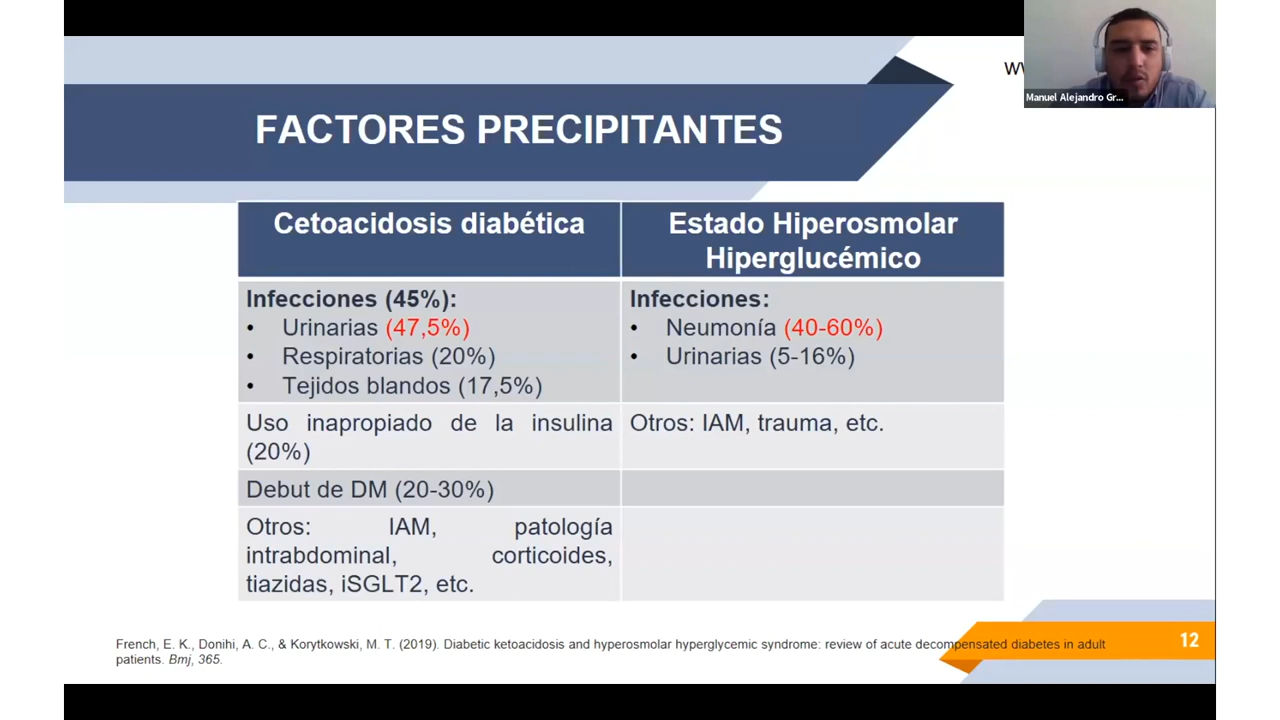 Manuel Alejandro Gr...
FACTORES PRECIPITANTES
Cetoacidosis diabética
Estado Hiperosmolar
Hiperglucémico
Infecciones (45%):
• Urinarias (47,5%)
• Respiratorias (20%)
• Tejidos blandos (17,5%)
Infecciones:
• Neumonía (40-60%)
• Urinarias (5-16%)
Uso inapropiado de la insulina
(20%)
Otros: IAM, trauma, etc.
Debut de DM (20-30%)
Otros: IAM, patología
intrabdominal, corticoides,
tiazidas, iSGLT2, etc.
French, E. K., Donihi, A. C., & Korytkowski, M. T. (2019). Diabetic ketoacidosis and hyperosmolar hyperglycemic syndrome: review of acute decompensated diabetes in adult
patients. Bmj, 365.
12